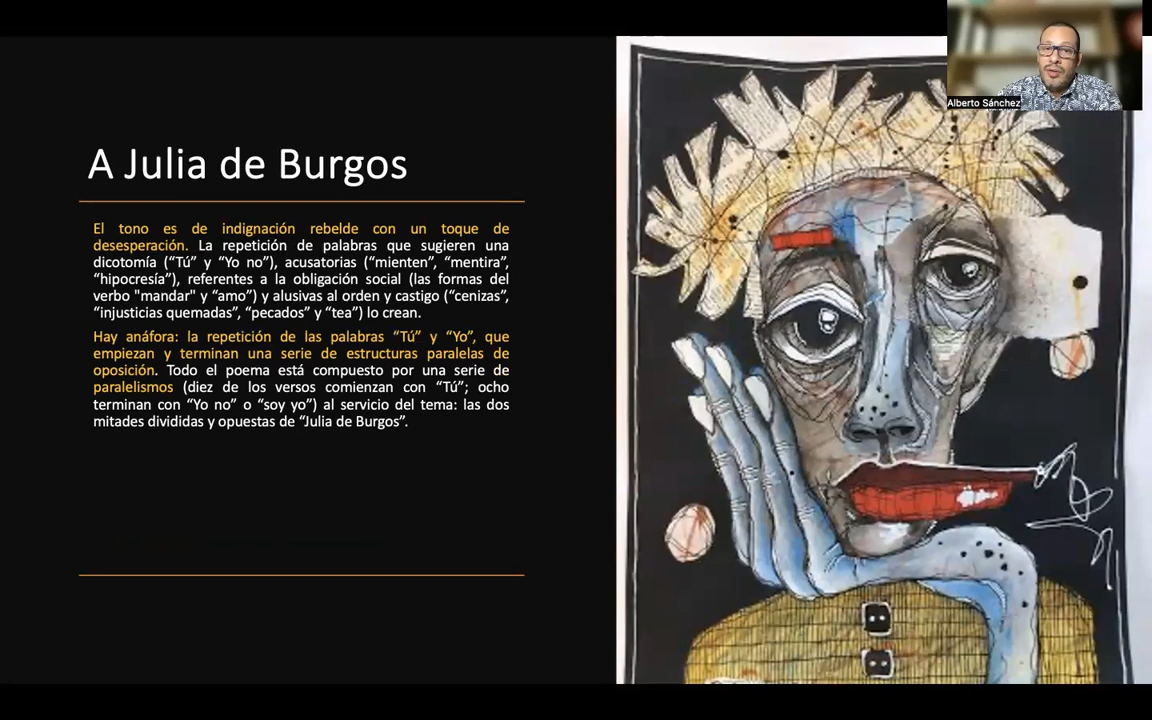 Alberto Sánchez
A Julia de Burgos
El tono es de indignación rebelde con un toque de
desesperación. La repetición de palabras que sugieren una
dicotomía (“Tú” y “Yo no”), acusatorias (“mienten”, “mentira”,
“hipocresía”), referentes a la obligación social (las formas del
verbo "mandar" y “amo”) y alusivas al orden y castigo (“cenizas”,
“injusticias quemadas”, “pecados” y “tea”) lo crean.
Hay anáfora: la repetición de las palabras “Tú” y “Yo”, que
empiezan y terminan una serie de estructuras paralelas de
oposición. Todo el poema está compuesto por una serie de
paralelismos (diez de los versos comienzan con “Tú”; ocho
terminan con “Yo no” o “soy yo”) al servicio del tema: las dos
mitades divididas y opuestas de “Julia de Burgos”.